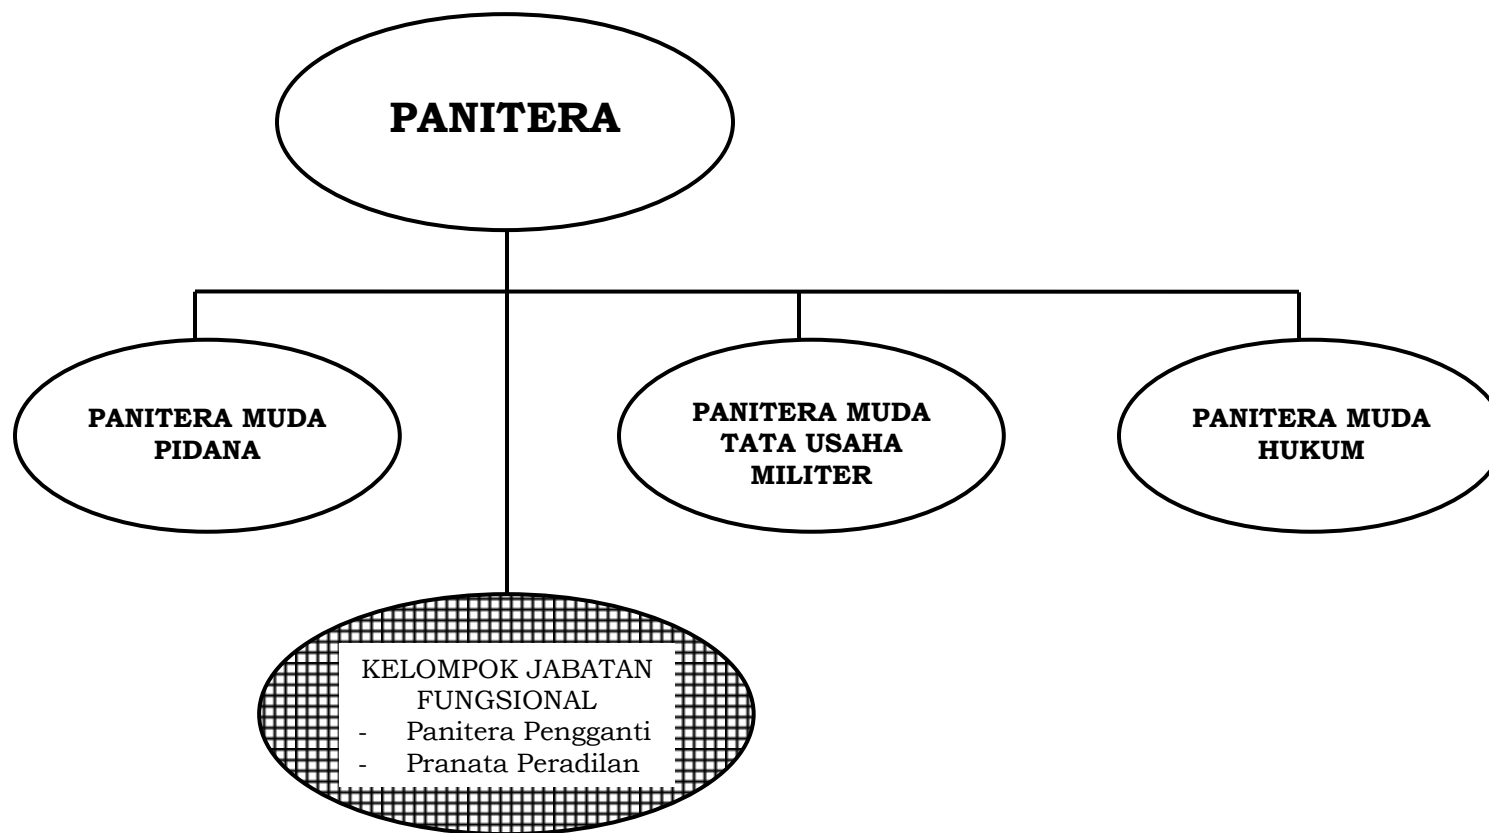 PANITERA
PANITERA MUDA
PIDANA
PANITERA MUDA
TATA USAHA
MILITER
PANITERA MUDA
HUKUM
KELOMPOK JABATAN
FUNGSIONAL
- Panitera Pengganti
- Pranata Peradilan